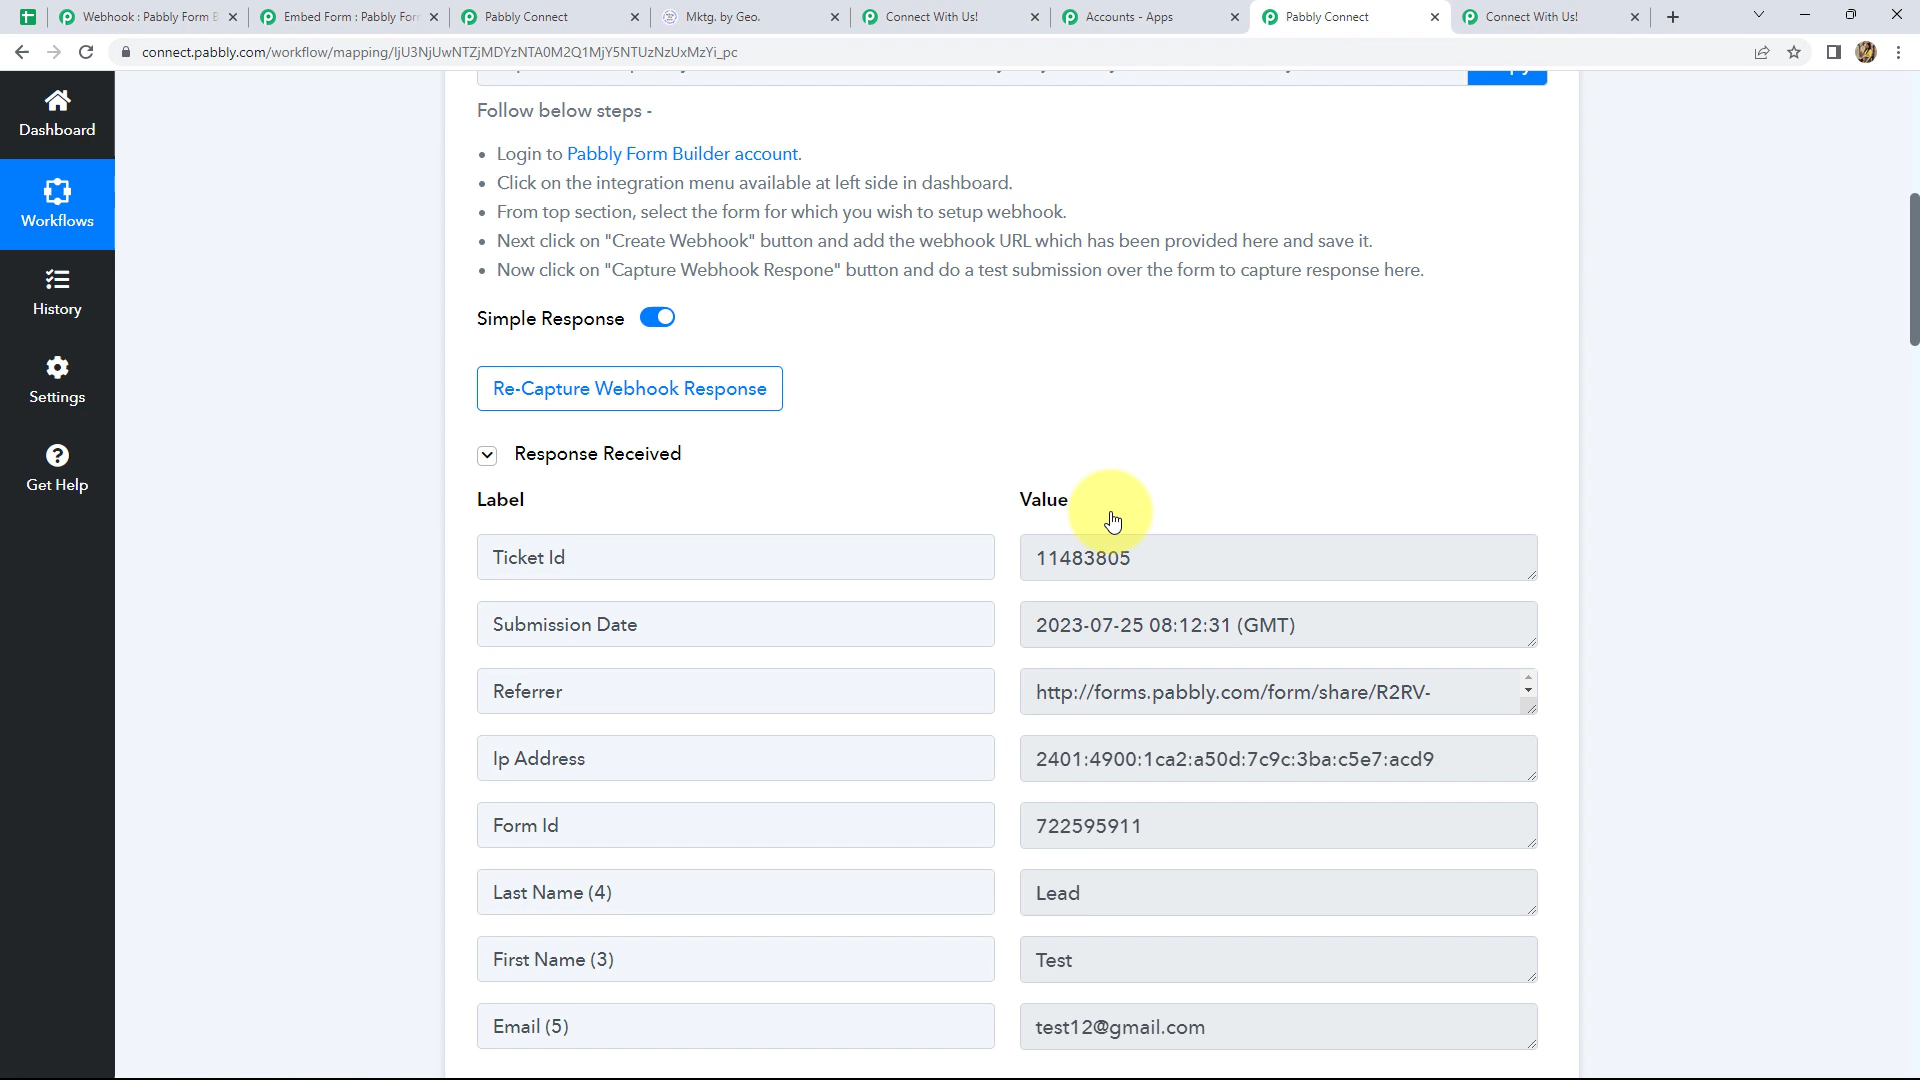 Webhook : Pabbly Form B
Embed Form : Pabbly For
Pabbly Connect
Mktg. by Geo.
Connect With Us!
Accounts - Apps
Pabbly Connect
Connect With Us!
connect.pabbly.com/workflow/mapping/IjU3NjUwNTZjMDYzNTA0M2Q1MjY5NTUzNzUxMzYi_pc
Dashboard
Workflows
History
Settings
Get Help
Follow below steps -
• Login to Pabbly Form Builder account.
• Click on the integration menu available at left side in dashboard.
• From top section, select the form for which you wish to setup webhook.
• Next click on "Create Webhook" button and add the webhook URL which has been provided here and save it.
• Now click on "Capture Webhook Respone" button and do a test submission over the form to capture response here.
Simple Response
Re-Capture Webhook Response
Response Received
Label Value
Ticket Id 11483805
Submission Date 2023-07-25 08:12:31 (GMT)
Referrer http://forms.pabbly.com/form/share/R2RV-
Ip Address 2401:4900:1ca2:a50d:7c9c:3ba:c5e7:acd9
Form Id 722595911
Last Name (4) Lead
First Name (3) Test
Email (5) test12@gmail.com